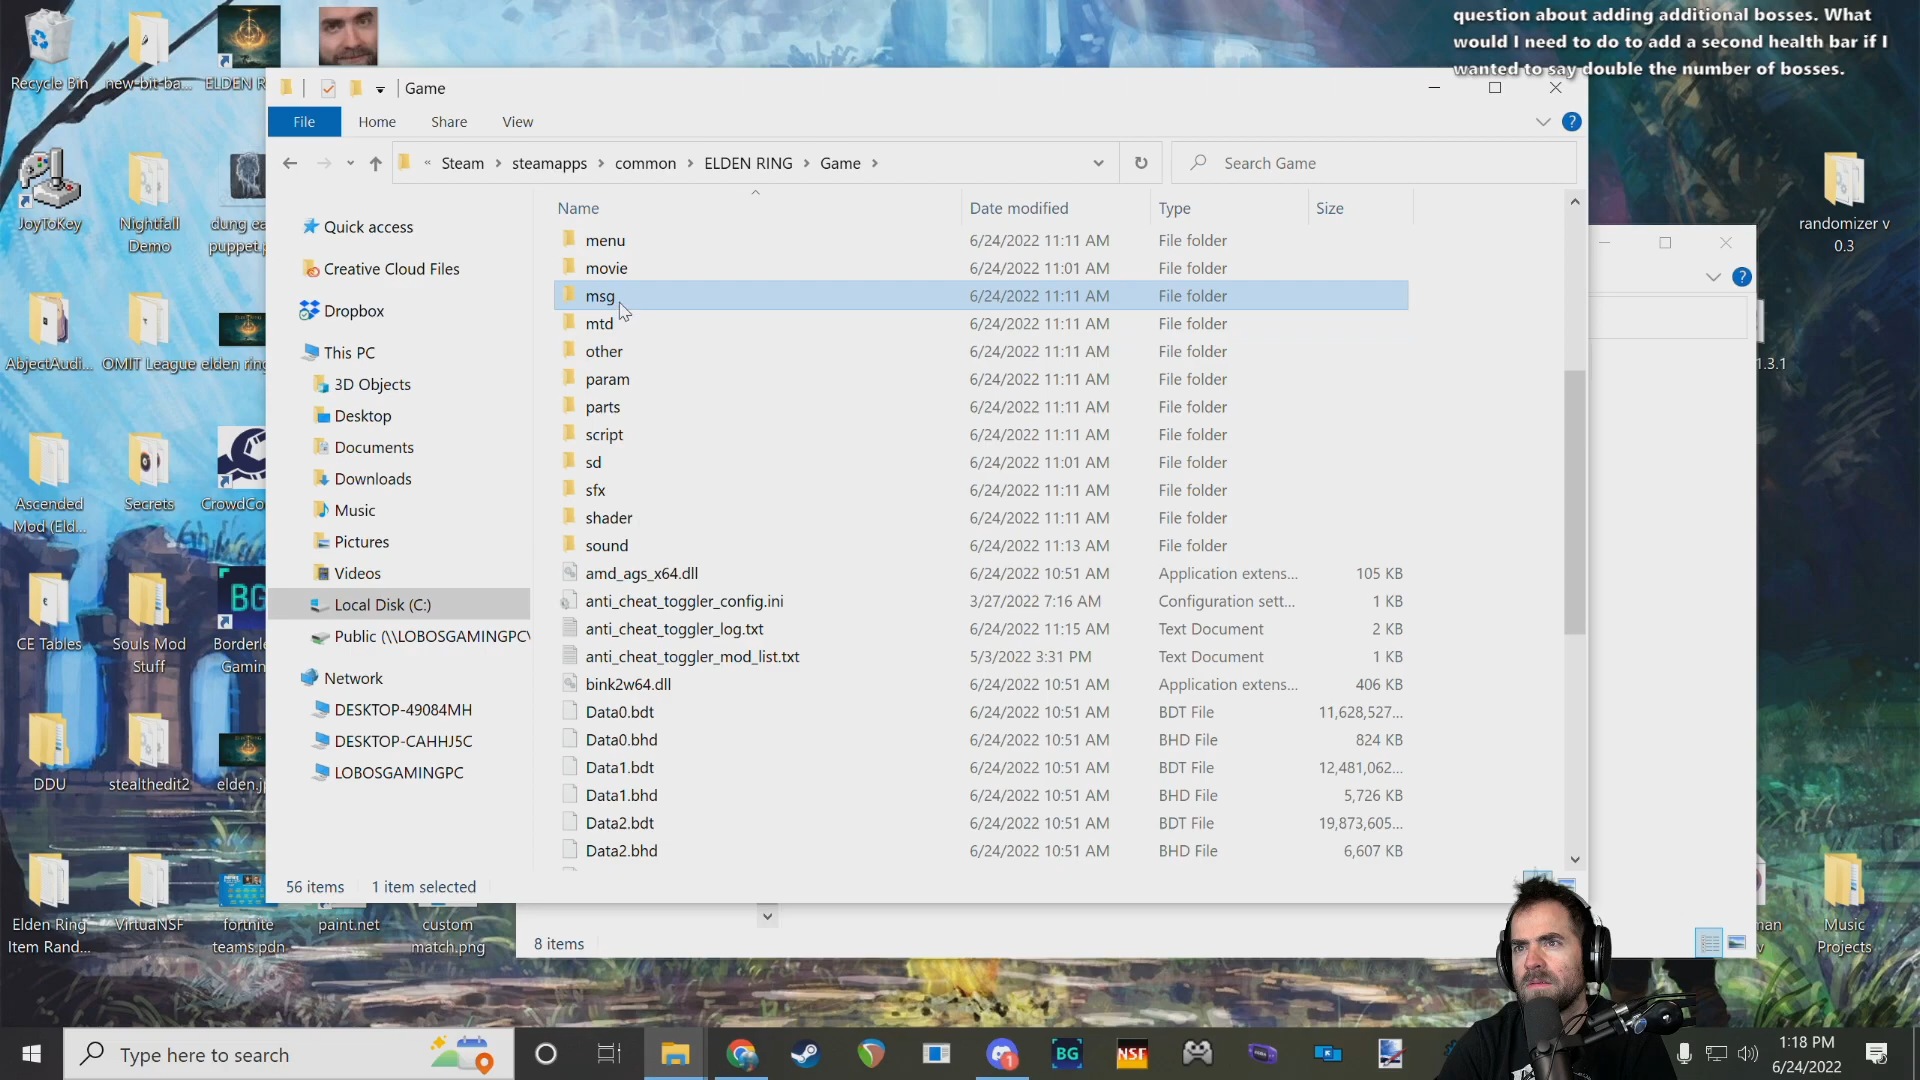 question about adding additional bosses. What
would I need to do to add a second health bar if I
wanted to say double the number of bosses.
Recycle Bin
new-bit-ba...
ELDEN R
Game
File
Home
Share
View
« Steam › steamapps › common › ELDEN RING › Game ›
Search Game
Name
Date modified
Type
Size
menu 6/24/2022 11:11 AM File folder
movie 6/24/2022 11:01 AM File folder
msg 6/24/2022 11:11 AM File folder
mtd 6/24/2022 11:11 AM File folder
other 6/24/2022 11:11 AM File folder
param 6/24/2022 11:11 AM File folder
parts 6/24/2022 11:11 AM File folder
script 6/24/2022 11:11 AM File folder
sd 6/24/2022 11:01 AM File folder
sfx 6/24/2022 11:11 AM File folder
shader 6/24/2022 11:11 AM File folder
sound 6/24/2022 11:13 AM File folder
amd_ags_x64.dll 6/24/2022 10:51 AM Application extens... 105 KB
anti_cheat_toggler_config.ini 3/27/2022 7:16 AM Configuration sett... 1 KB
anti_cheat_toggler_log.txt 6/24/2022 11:15 AM Text Document 2 KB
anti_cheat_toggler_mod_list.txt 5/3/2022 3:31 PM Text Document 1 KB
bink2w64.dll 6/24/2022 10:51 AM Application extens... 406 KB
Data0.bdt 6/24/2022 10:51 AM BDT File 11,628,527...
Data0.bhd 6/24/2022 10:51 AM BHD File 824 KB
Data1.bdt 6/24/2022 10:51 AM BDT File 12,481,062...
Data1.bhd 6/24/2022 10:51 AM BHD File 5,726 KB
Data2.bdt 6/24/2022 10:51 AM BDT File 19,873,605...
Data2.bhd 6/24/2022 10:51 AM BHD File 6,607 KB
Quick access
Creative Cloud Files
Dropbox
This PC
3D Objects
Desktop
Documents
Downloads
Music
Pictures
Videos
Local Disk (C:)
Public (\\LOBOSGAMINGPC\
Network
DESKTOP-49084MH
DESKTOP-CAHHJ5C
LOBOSGAMINGPC
56 items
1 item selected
8 items
JoyToKey
Nightfall
Demo
dung ea
puppet.j
AbjectAudi...
OMIT League
elden ring
Ascended
Mod (Eld...
Secrets
CrowdCo
BG
CE Tables
Souls Mod
Stuff
Borderle
Gamin
DDU
stealthedit2
elden.j
Elden Ring
Item Rand...
VirtuaNSF
fortnite
teams.pdn
paint.net
custom
match.png
randomizer v
0.3
1.3.1
Music
Projects
Type here to search
1
BG
NSF
1:18 PM
6/24/2022